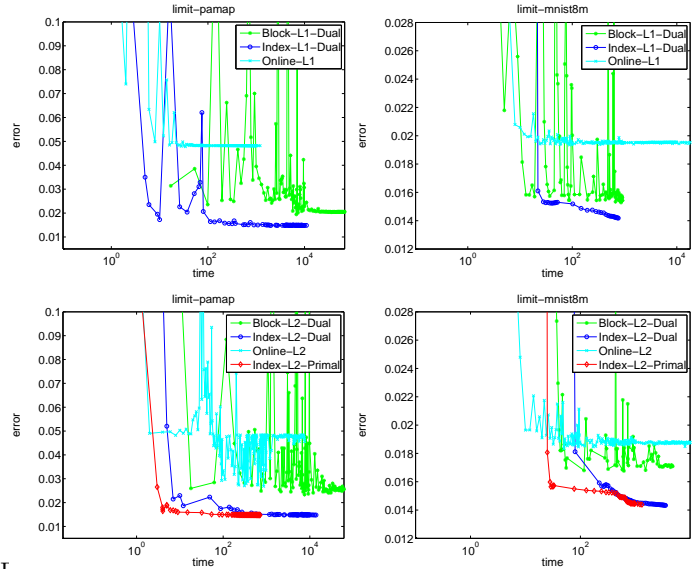 limit-pamap
0.1
0.09
0.08
0.07
0.06
0.05
0.04
0.03
0.02
0.01
error
10^0
10^2
10^4
time
Block-L1-Dual
Index-L1-Dual
Online-L1
limit-mnist8m
0.028
0.026
0.024
0.022
0.02
0.018
0.016
0.014
0.012
error
10^0
10^2
10^4
time
Block-L1-Dual
Index-L1-Dual
Online-L1
limit-pamap
0.1
0.09
0.08
0.07
0.06
0.05
0.04
0.03
0.02
0.01
error
10^0
10^2
10^4
time
Block-L2-Dual
Index-L2-Dual
Online-L2
Index-L2-Primal
limit-mnist8m
0.028
0.026
0.024
0.022
0.02
0.018
0.016
0.014
0.012
error
10^0
10^2
time
Block-L2-Dual
Index-L2-Dual
Online-L2
Index-L2-Primal